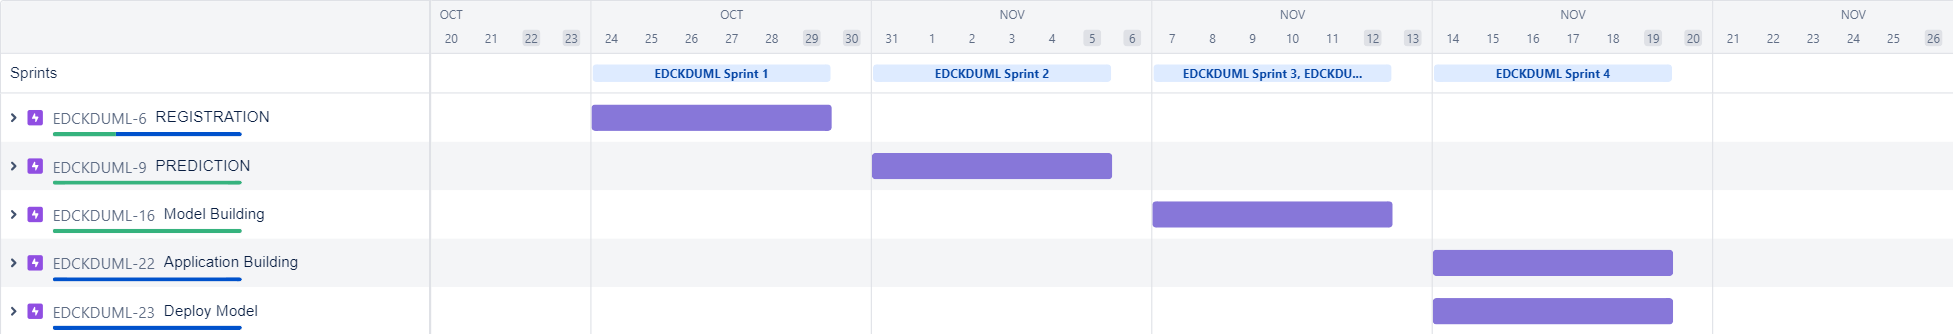 OCT OCT NOV NOV NOV NOV
20 21 22 23 24 25 26 27 28 29 30 31 1 2 3 4 5 6 7 8 9 10 11 12 13 14 15 16 17 18 19 20 21 22 23 24 25 26
Sprints EDCKDUML Sprint 1 EDCKDUML Sprint 2 EDCKDUML Sprint 3, EDCKDU... EDCKDUML Sprint 4
EDCKDUML-6 REGISTRATION
EDCKDUML-9 PREDICTION
EDCKDUML-16 Model Building
EDCKDUML-22 Application Building
EDCKDUML-23 Deploy Model